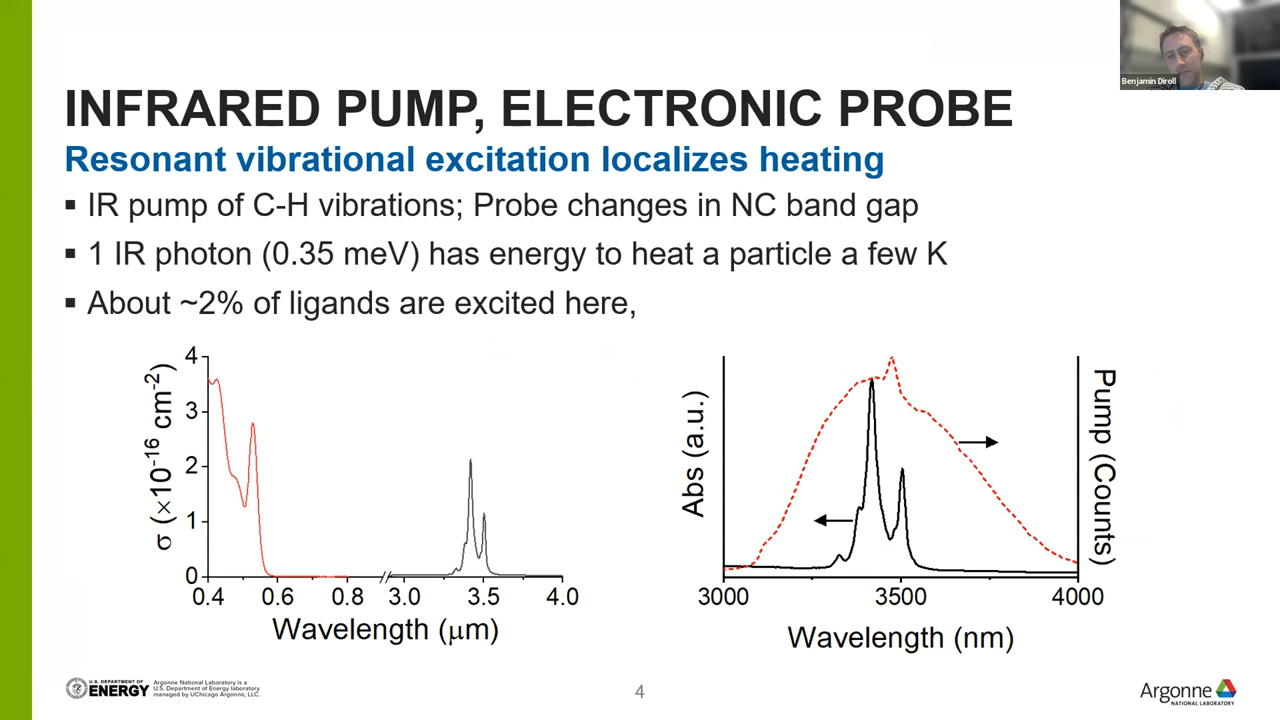 Benjamin Diroll
INFRARED PUMP, ELECTRONIC PROBE
Resonant vibrational excitation localizes heating
▪ IR pump of C-H vibrations; Probe changes in NC band gap
▪ 1 IR photon (0.35 meV) has energy to heat a particle a few K
▪ About ~2% of ligands are excited here,
σ (×10-16 cm-2)
4
3
2
1
0
0.4 0.6 0.8 3.0 3.5 4.0
Wavelength (μm)
Abs (a.u.)
Pump (Counts)
3000 3500 4000
Wavelength (nm)
U.S. DEPARTMENT OF
ENERGY
Argonne National Laboratory is a
U.S. Department of Energy laboratory
managed by UChicago Argonne, LLC.
4
Argonne
NATIONAL LABORATORY